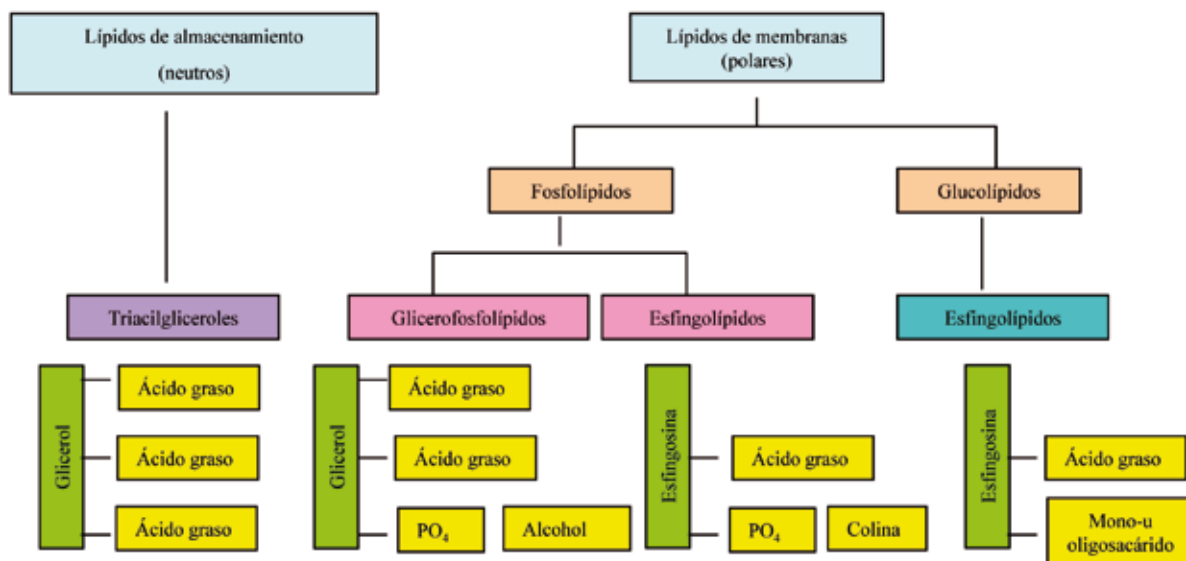 Lípidos de almacenamiento
(neutros)
Lípidos de membranas
(polares)
Fosfolípidos
Glucolípidos
Triacilgliceroles
Glicerofosfolípidos
Esfingolípidos
Esfingolípidos
Glicerol
Ácido graso
Ácido graso
Ácido graso
Glicerol
Ácido graso
Ácido graso
PO₄
Alcohol
Esfingosina
Ácido graso
PO₄
Colina
Esfingosina
Ácido graso
Mono-u
oligosacárido